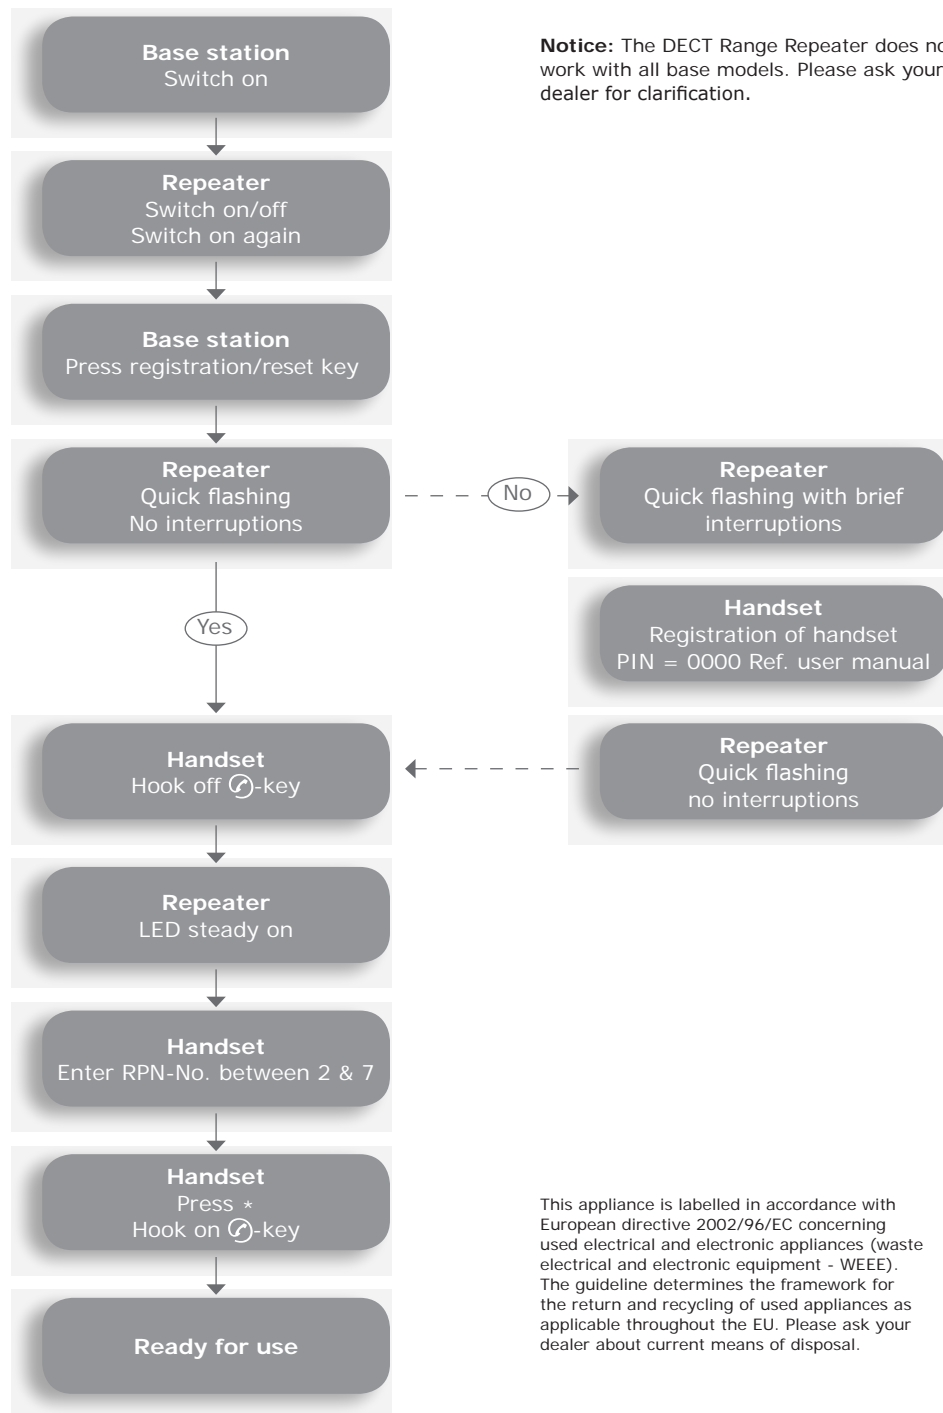 Base station
Switch on
Notice: The DECT Range Repeater does no
work with all base models. Please ask your
dealer for clarification.
Repeater
Switch on/off
Switch on again
Base station
Press registration/reset key
Repeater
Quick flashing
No interruptions
No
Repeater
Quick flashing with brief
interruptions
Yes
Handset
Registration of handset
PIN = 0000 Ref. user manual
Repeater
Quick flashing
no interruptions
Handset
Hook off -key
Repeater
LED steady on
Handset
Enter RPN-No. between 2 & 7
Handset
Press *
Hook on -key
Ready for use
This appliance is labelled in accordance with
European directive 2002/96/EC concerning
used electrical and electronic appliances (waste
electrical and electronic equipment - WEEE).
The guideline determines the framework for
the return and recycling of used appliances as
applicable throughout the EU. Please ask your
dealer about current means of disposal.